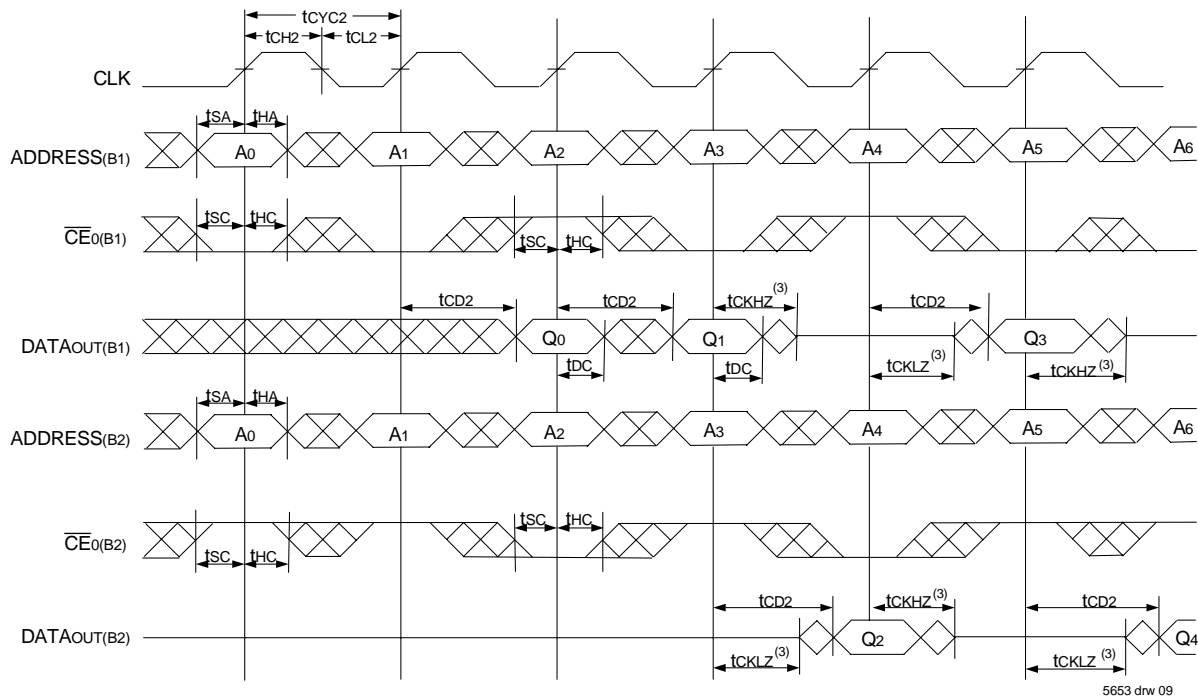 tCYC2
tCH2 tCL2
CLK
tSA tHA
ADDRESS(B1) A0 A1 A2 A3 A4 A5 A6
tSC tHC
CE0(B1)
tSC tHC
tCD2 tCD2 tCKHZ(3) tCD2
DATAOUT(B1) Q0 Q1 Q3
tDC tDC tCKLZ(3) tCKHZ(3)
tSA tHA
ADDRESS(B2) A0 A1 A2 A3 A4 A5 A6
tSC tHC
CE0(B2)
tSC tHC
tCD2 tCKHZ(3) tCD2
DATAOUT(B2) Q2 Q4
tCKLZ(3) tCKLZ(3)
5653 drw 09